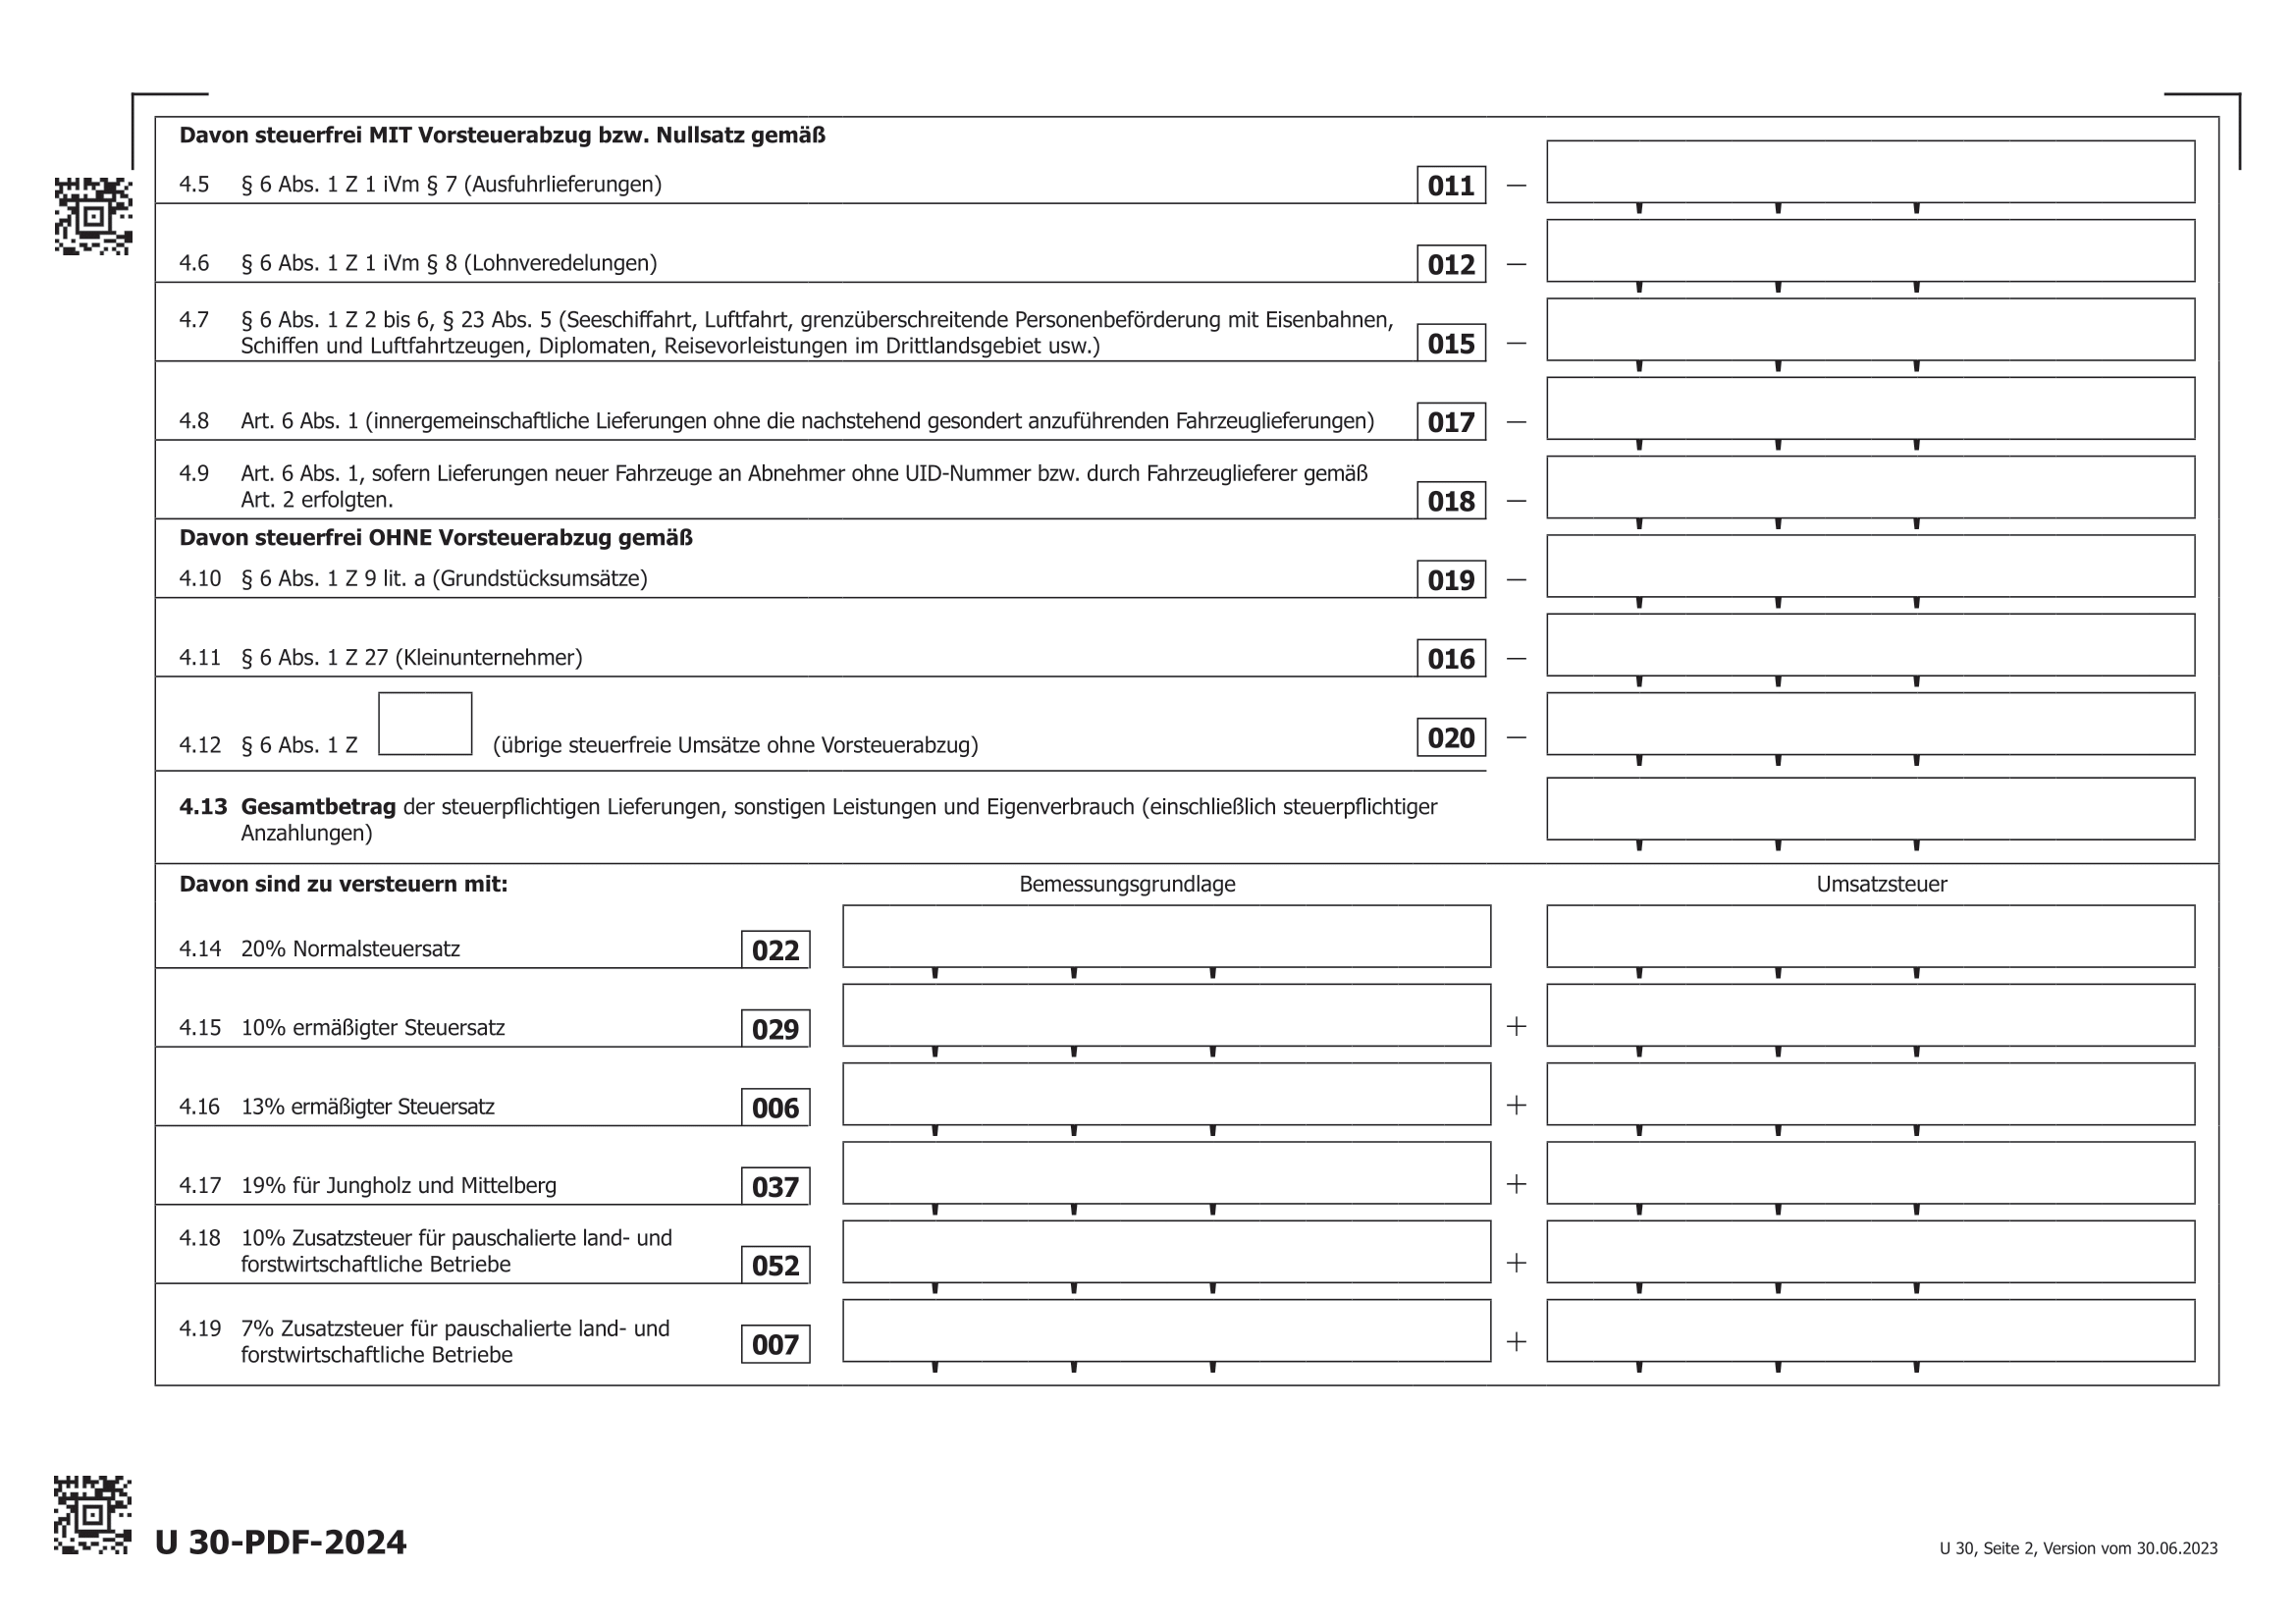 Davon steuerfrei MIT Vorsteuerabzug bzw. Nullsatz gemäß
4.5 § 6 Abs. 1 Z 1 iVm § 7 (Ausfuhrlieferungen) 011 –
4.6 § 6 Abs. 1 Z 1 iVm § 8 (Lohnveredelungen) 012 –
4.7 § 6 Abs. 1 Z 2 bis 6, § 23 Abs. 5 (Seeschiffahrt, Luftfahrt, grenzüberschreitende Personenbeförderung mit Eisenbahnen,
Schiffen und Luftfahrtzeugen, Diplomaten, Reisevorleistungen im Drittlandsgebiet usw.) 015 –
4.8 Art. 6 Abs. 1 (innergemeinschaftliche Lieferungen ohne die nachstehend gesondert anzuführenden Fahrzeuglieferungen) 017 –
4.9 Art. 6 Abs. 1, sofern Lieferungen neuer Fahrzeuge an Abnehmer ohne UID-Nummer bzw. durch Fahrzeuglieferer gemäß
Art. 2 erfolgten. 018 –
Davon steuerfrei OHNE Vorsteuerabzug gemäß
4.10 § 6 Abs. 1 Z 9 lit. a (Grundstücksumsätze) 019 –
4.11 § 6 Abs. 1 Z 27 (Kleinunternehmer) 016 –
4.12 § 6 Abs. 1 Z (übrige steuerfreie Umsätze ohne Vorsteuerabzug) 020 –
4.13 Gesamtbetrag der steuerpflichtigen Lieferungen, sonstigen Leistungen und Eigenverbrauch (einschließlich steuerpflichtiger
Anzahlungen)
Davon sind zu versteuern mit: Bemessungsgrundlage Umsatzsteuer
4.14 20% Normalsteuersatz 022
4.15 10% ermäßigter Steuersatz 029 +
4.16 13% ermäßigter Steuersatz 006 +
4.17 19% für Jungholz und Mittelberg 037 +
4.18 10% Zusatzsteuer für pauschalierte land- und
forstwirtschaftliche Betriebe 052 +
4.19 7% Zusatzsteuer für pauschalierte land- und
forstwirtschaftliche Betriebe 007 +
U 30-PDF-2024
U 30, Seite 2, Version vom 30.06.2023